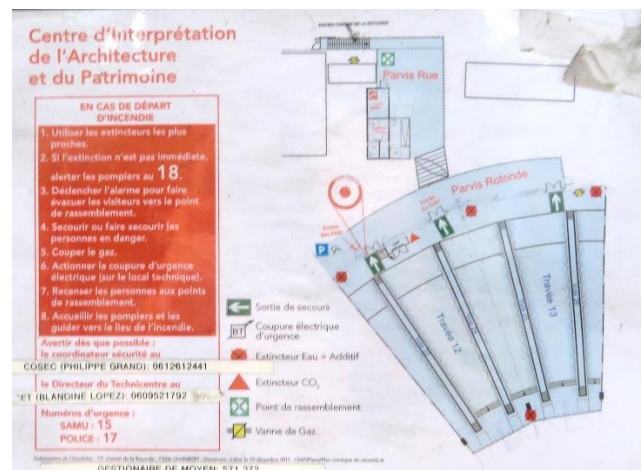 Centre d'Interprétation
de l'Architecture
et du Patrimoine
EN CAS DE DÉPART
D'INCENDIE
1. Utiliser les extincteurs les plus
proches.
2. Si l'extinction n'est pas immédiate,
alerter les pompiers au 18.
3. Déclencher l'alarme pour faire
évacuer les visiteurs vers le point
de rassemblement.
4. Secourir ou faire secourir les
personnes en danger.
5. Couper le gaz.
6. Actionner la coupure d'urgence
électrique (sur le local technique).
7. Recenser les personnes aux points
de rassemblement.
8. Accueillir les pompiers et les
guider vers le lieu de l'incendie.
Avertir dès que possible :
le coordinateur sécurité au
COSEC (PHILIPPE GRAND): 0612612441
le Directeur du Technicentre au
ET (BLANDINE LOPEZ): 0609521792
Numéros d'urgence :
SAMU : 15
POLICE : 17
GESTIONAIRE DE MOYEN: 571 373
Parvis Rue
Parvis Rotonde
P
Travée 12
Travée 13
Sortie de secours
BT
Coupure électrique
d'urgence
Extincteur Eau + Additif
Extincteur CO₂
Point de rassemblement
Vanne de Gaz